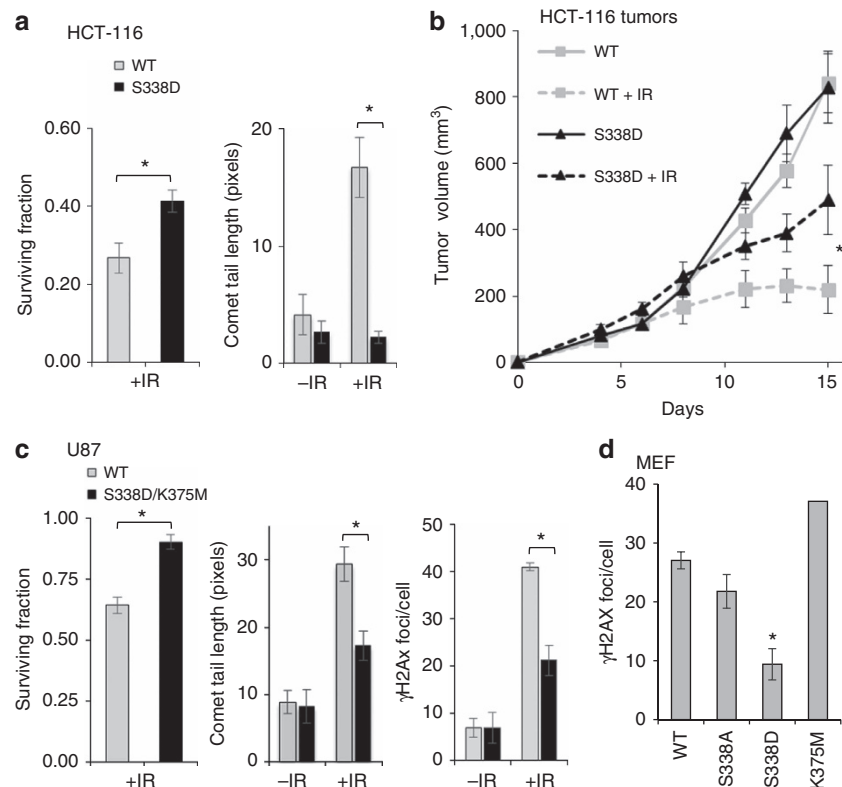 a
HCT-116
WT
S338D
Surviving fraction
0.60
0.40
0.20
0.00
+IR
*
Comet tail length (pixels)
20
10
0
–IR
+IR
*
b
HCT-116 tumors
WT
WT + IR
S338D
S338D + IR
Tumor volume (mm3)
1,000
800
600
400
200
0
0
5
10
15
Days
*
c
U87
WT
S338D/K375M
Surviving fraction
1.00
0.75
0.50
0.25
0.00
+IR
*
Comet tail length (pixels)
30
20
10
0
–IR
+IR
*
γH2Ax foci/cell
50
40
30
20
10
0
–IR
+IR
*
d
MEF
γH2AX foci/cell
40
30
20
10
0
*
WT
S338A
S338D
K375M